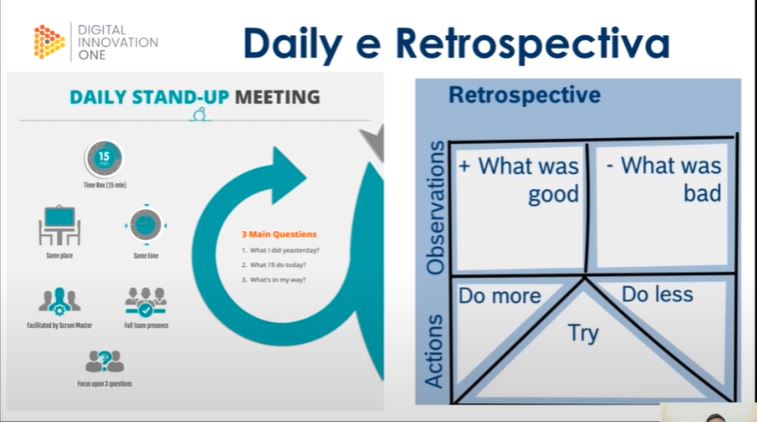 DIGITAL
INNOVATION
ONE
Daily e Retrospectiva
DAILY STAND-UP MEETING
15
min
Time Box (15 min)
Same place
Same time
Facilitated by Scrum Master
Full team presence
Focus upon 3 questions
3 Main Questions
1. What I did yeasterday?
2. What I'll do today?
3. What's in my way?
Retrospective
Observations
+ What was
good
- What was
bad
Actions
Do more
Do less
Try